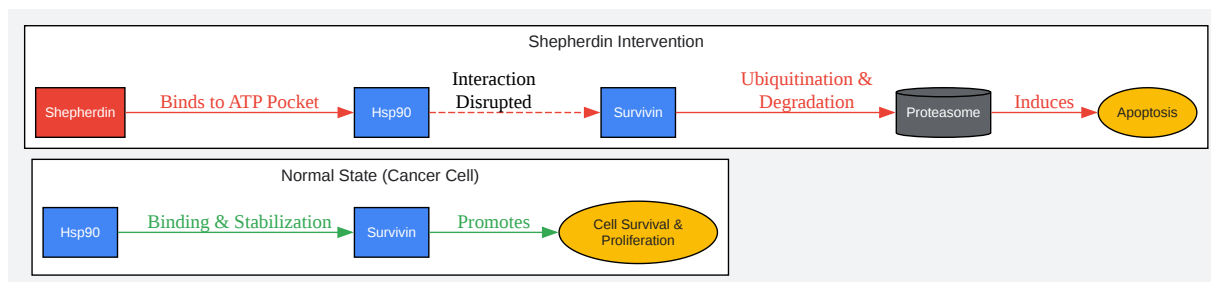 Shepherdin Intervention
Shepherdin
Binds to ATP Pocket
Hsp90
Interaction
Disrupted
Survivin
Ubiquitination &
Degradation
Proteasome
Induces
Apoptosis
Normal State (Cancer Cell)
Hsp90
Binding & Stabilization
Survivin
Promotes
Cell Survival &
Proliferation